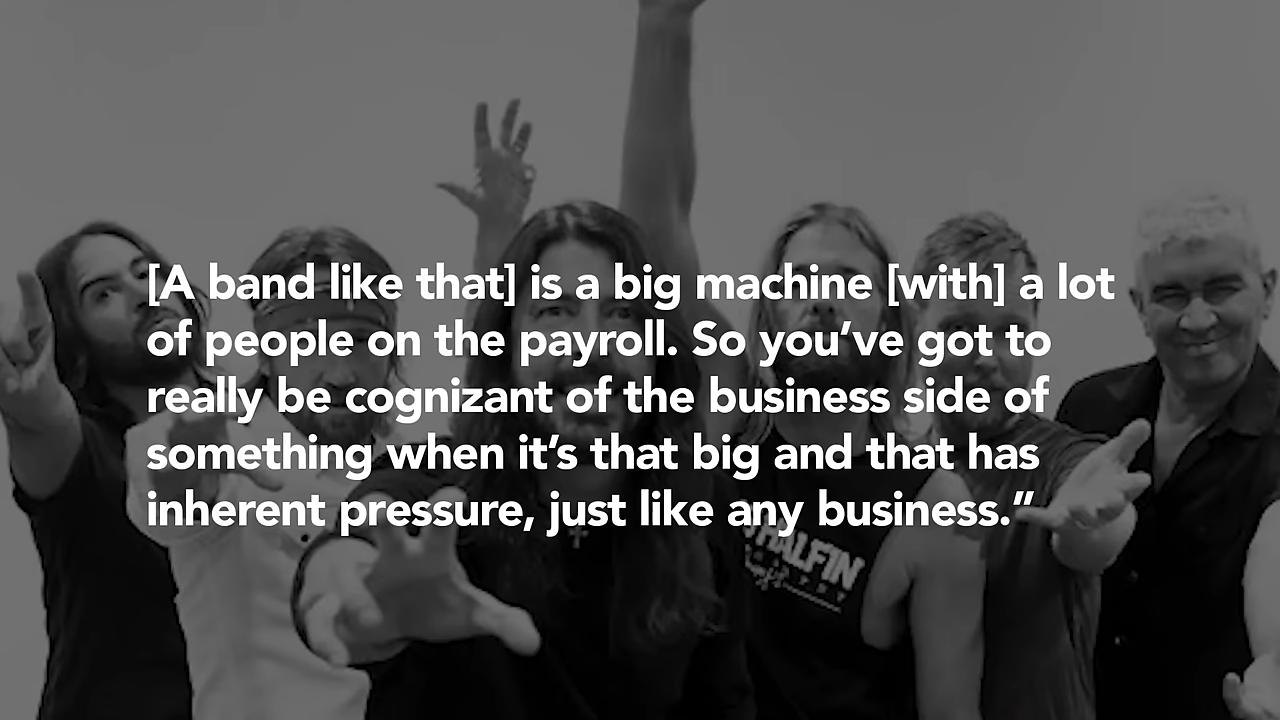 [A band like that] is a big machine [with] a lot
of people on the payroll. So you’ve got to
really be cognizant of the business side of
something when it’s that big and that has
inherent pressure, just like any business.”
HALFIN